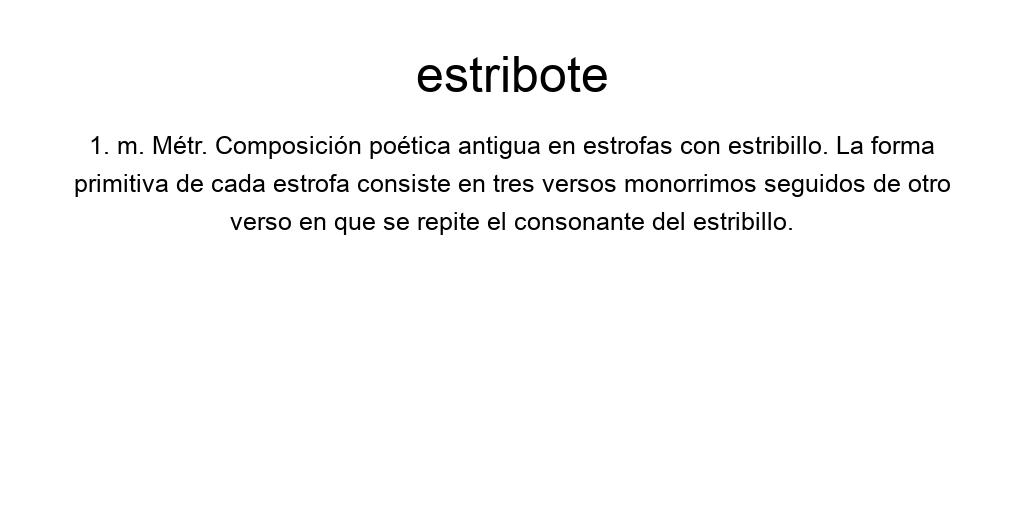 estribote
1. m. Métr. Composición poética antigua en estrofas con estribillo. La forma
primitiva de cada estrofa consiste en tres versos monorrimos seguidos de otro
verso en que se repite el consonante del estribillo.